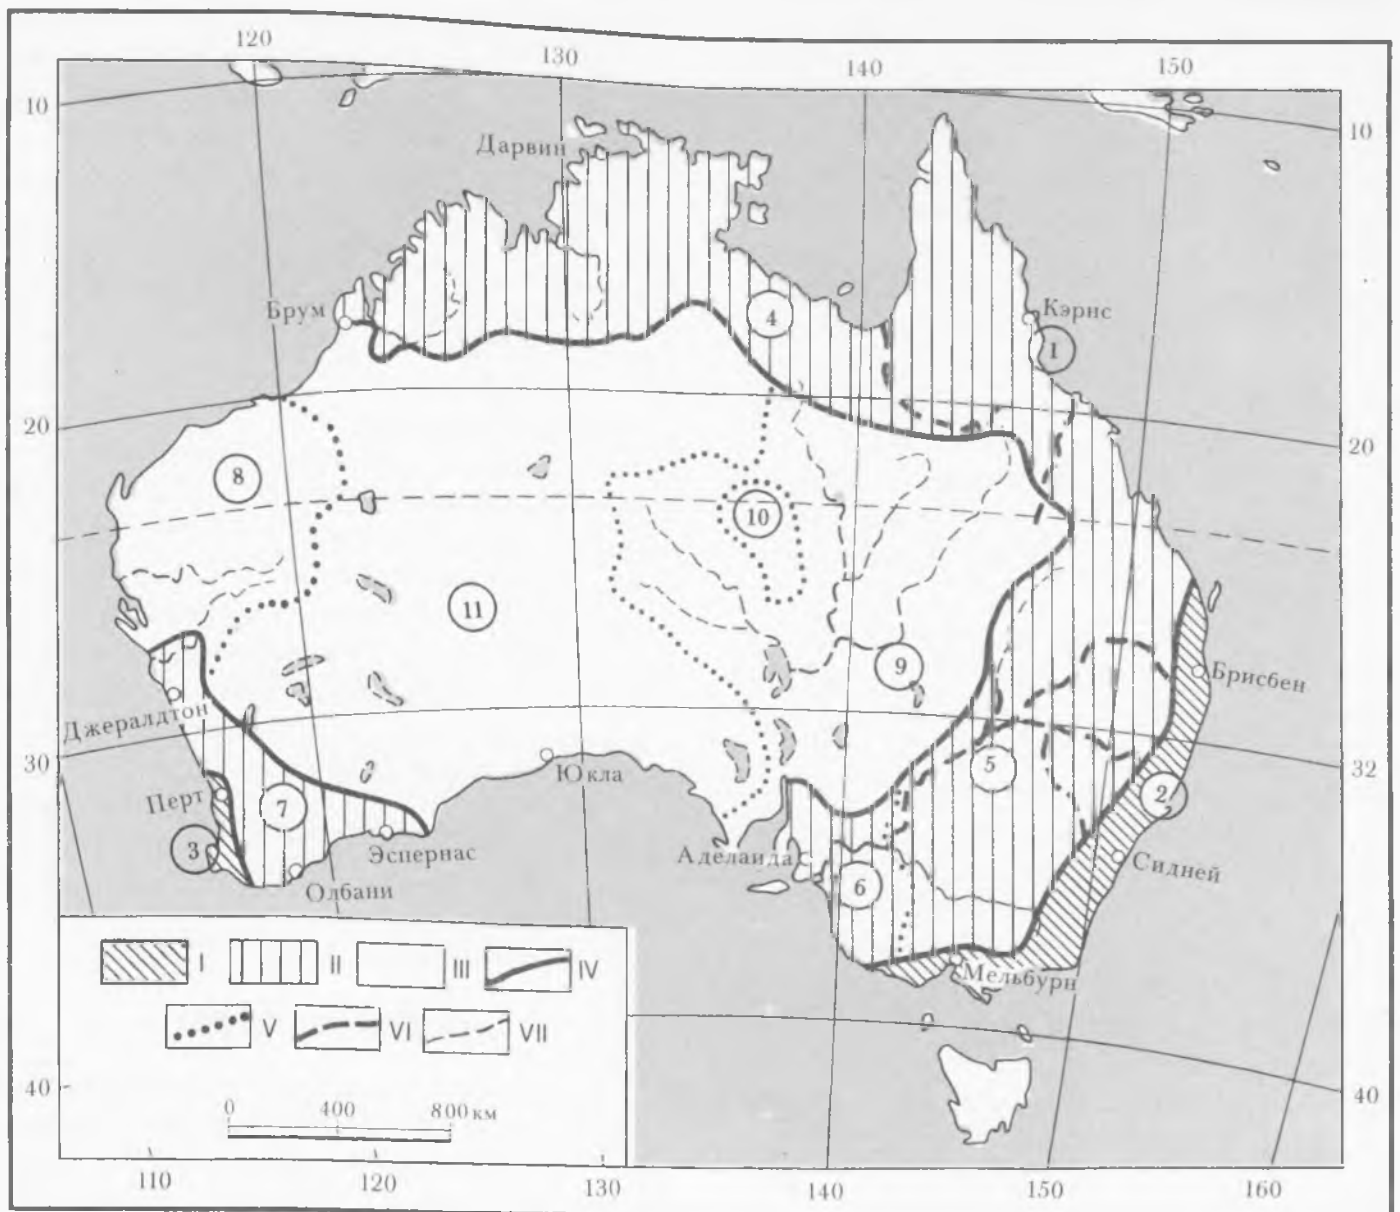 120 130 140 150
10 10
Дарвин
Брум
4
Кэрнс
1
20 20
8
10
11
9
Брисбен
Джералдтон
30
Юкла
5
2
32
Перт
7
3
Эспернас
Аделаида
Сидней
6
Олбани
I II III IV
Мельбурн
V VI VII
40 40
0 400 800 км
110 120 130 140 150 160